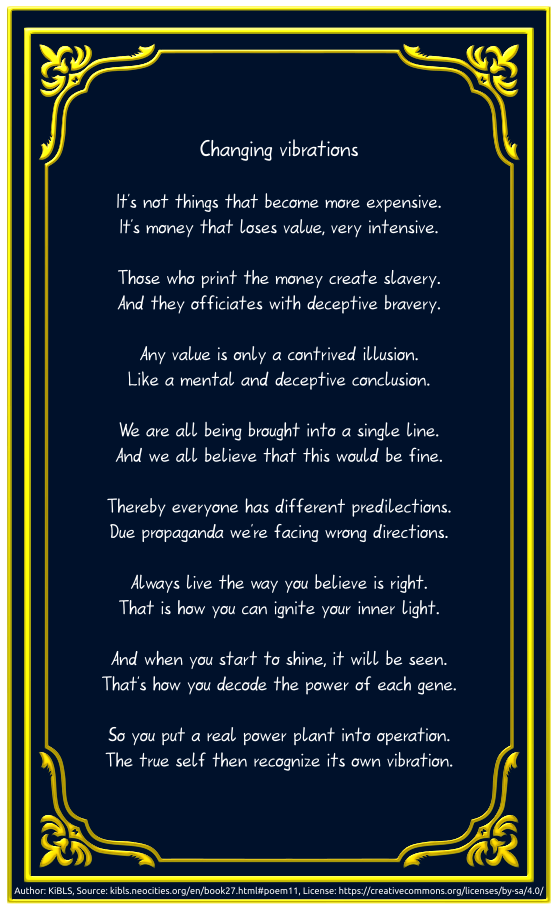 Changing vibrations
It's not things that become more expensive.
It's money that loses value, very intensive.
Those who print the money create slavery.
And they officiates with deceptive bravery.
Any value is only a contrived illusion.
Like a mental and deceptive conclusion.
We are all being brought into a single line.
And we all believe that this would be fine.
Thereby everyone has different predilections.
Due propaganda we're facing wrong directions.
Always live the way you believe is right.
That is how you can ignite your inner light.
And when you start to shine, it will be seen.
That's how you decode the power of each gene.
So you put a real power plant into operation.
The true self then recognize its own vibration.
Author: KiBLS, Source: kibls.neocities.org/en/book27.html#poem11, License: https://creativecommons.org/licenses/by-sa/4.0/